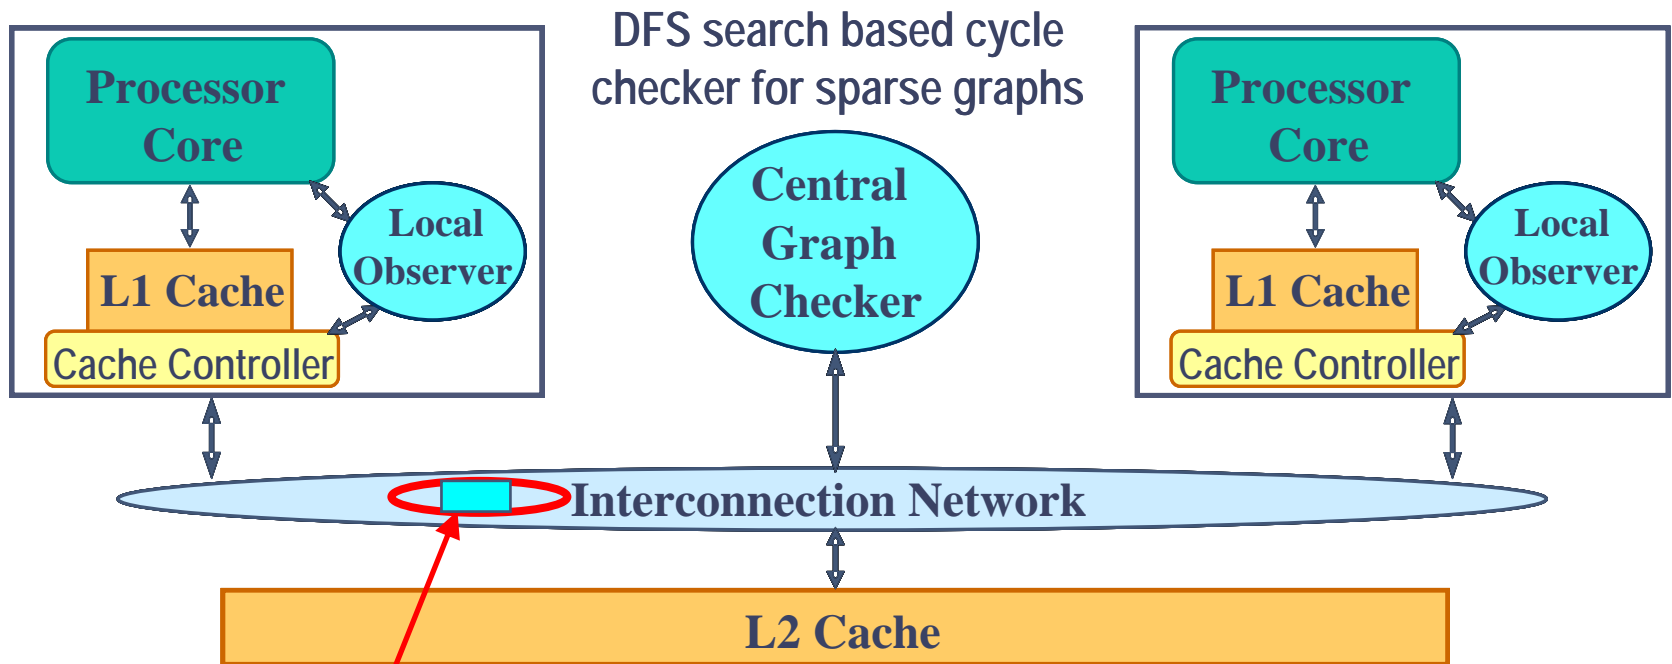 DFS search based cycle
checker for sparse graphs
Processor
Core
Local
Observer
L1 Cache
Cache Controller
Central
Graph
Checker
Processor
Core
Local
Observer
L1 Cache
Cache Controller
Interconnection Network
L2 Cache